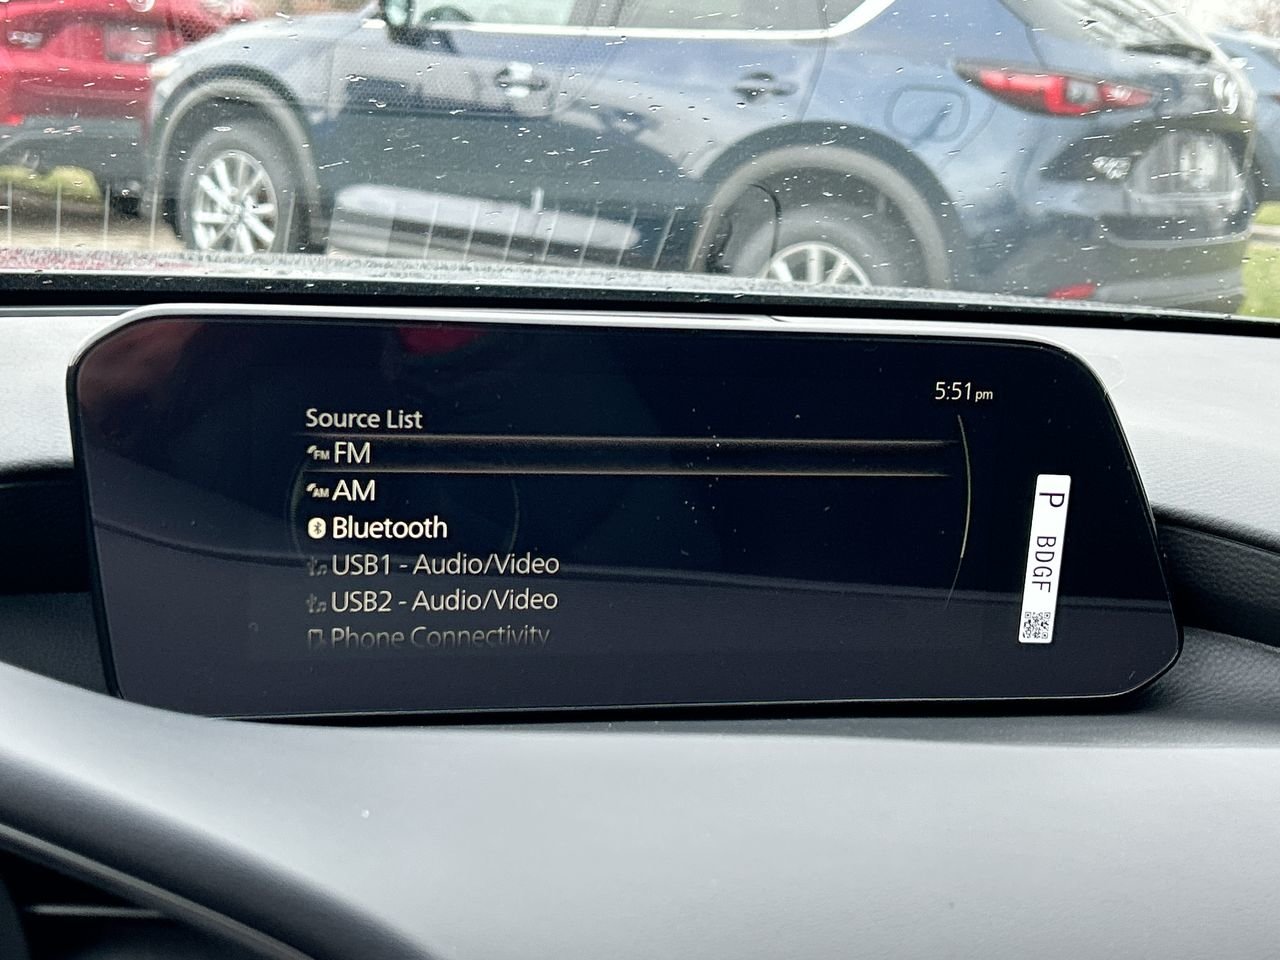 5:51 pm
Source List
FM FM
AM AM
Bluetooth
USB1 - Audio/Video
USB2 - Audio/Video
Phone Connectivity
P BDGF